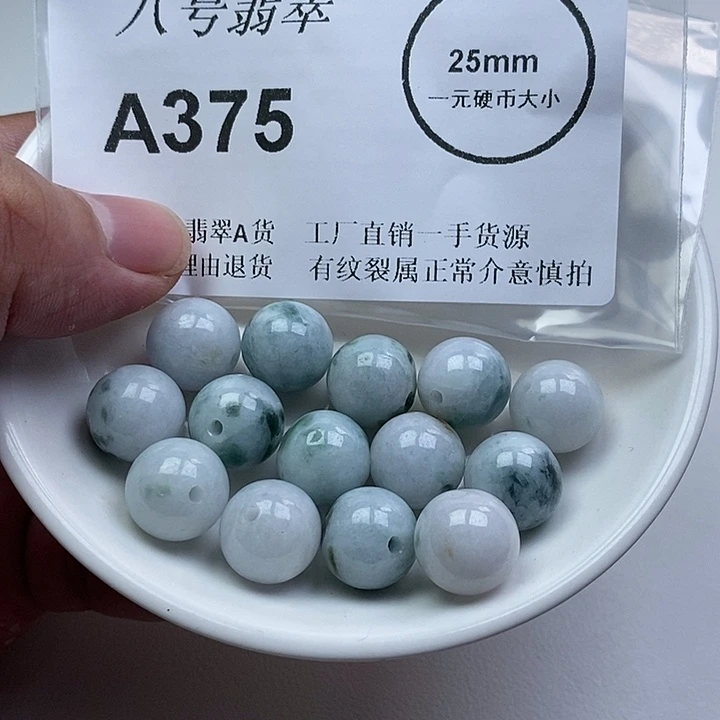 八号翡翠
A375
25mm
一元硬币大小
翡翠A货 工厂直销一手货源
理由退货 有纹裂属正常介意慎拍